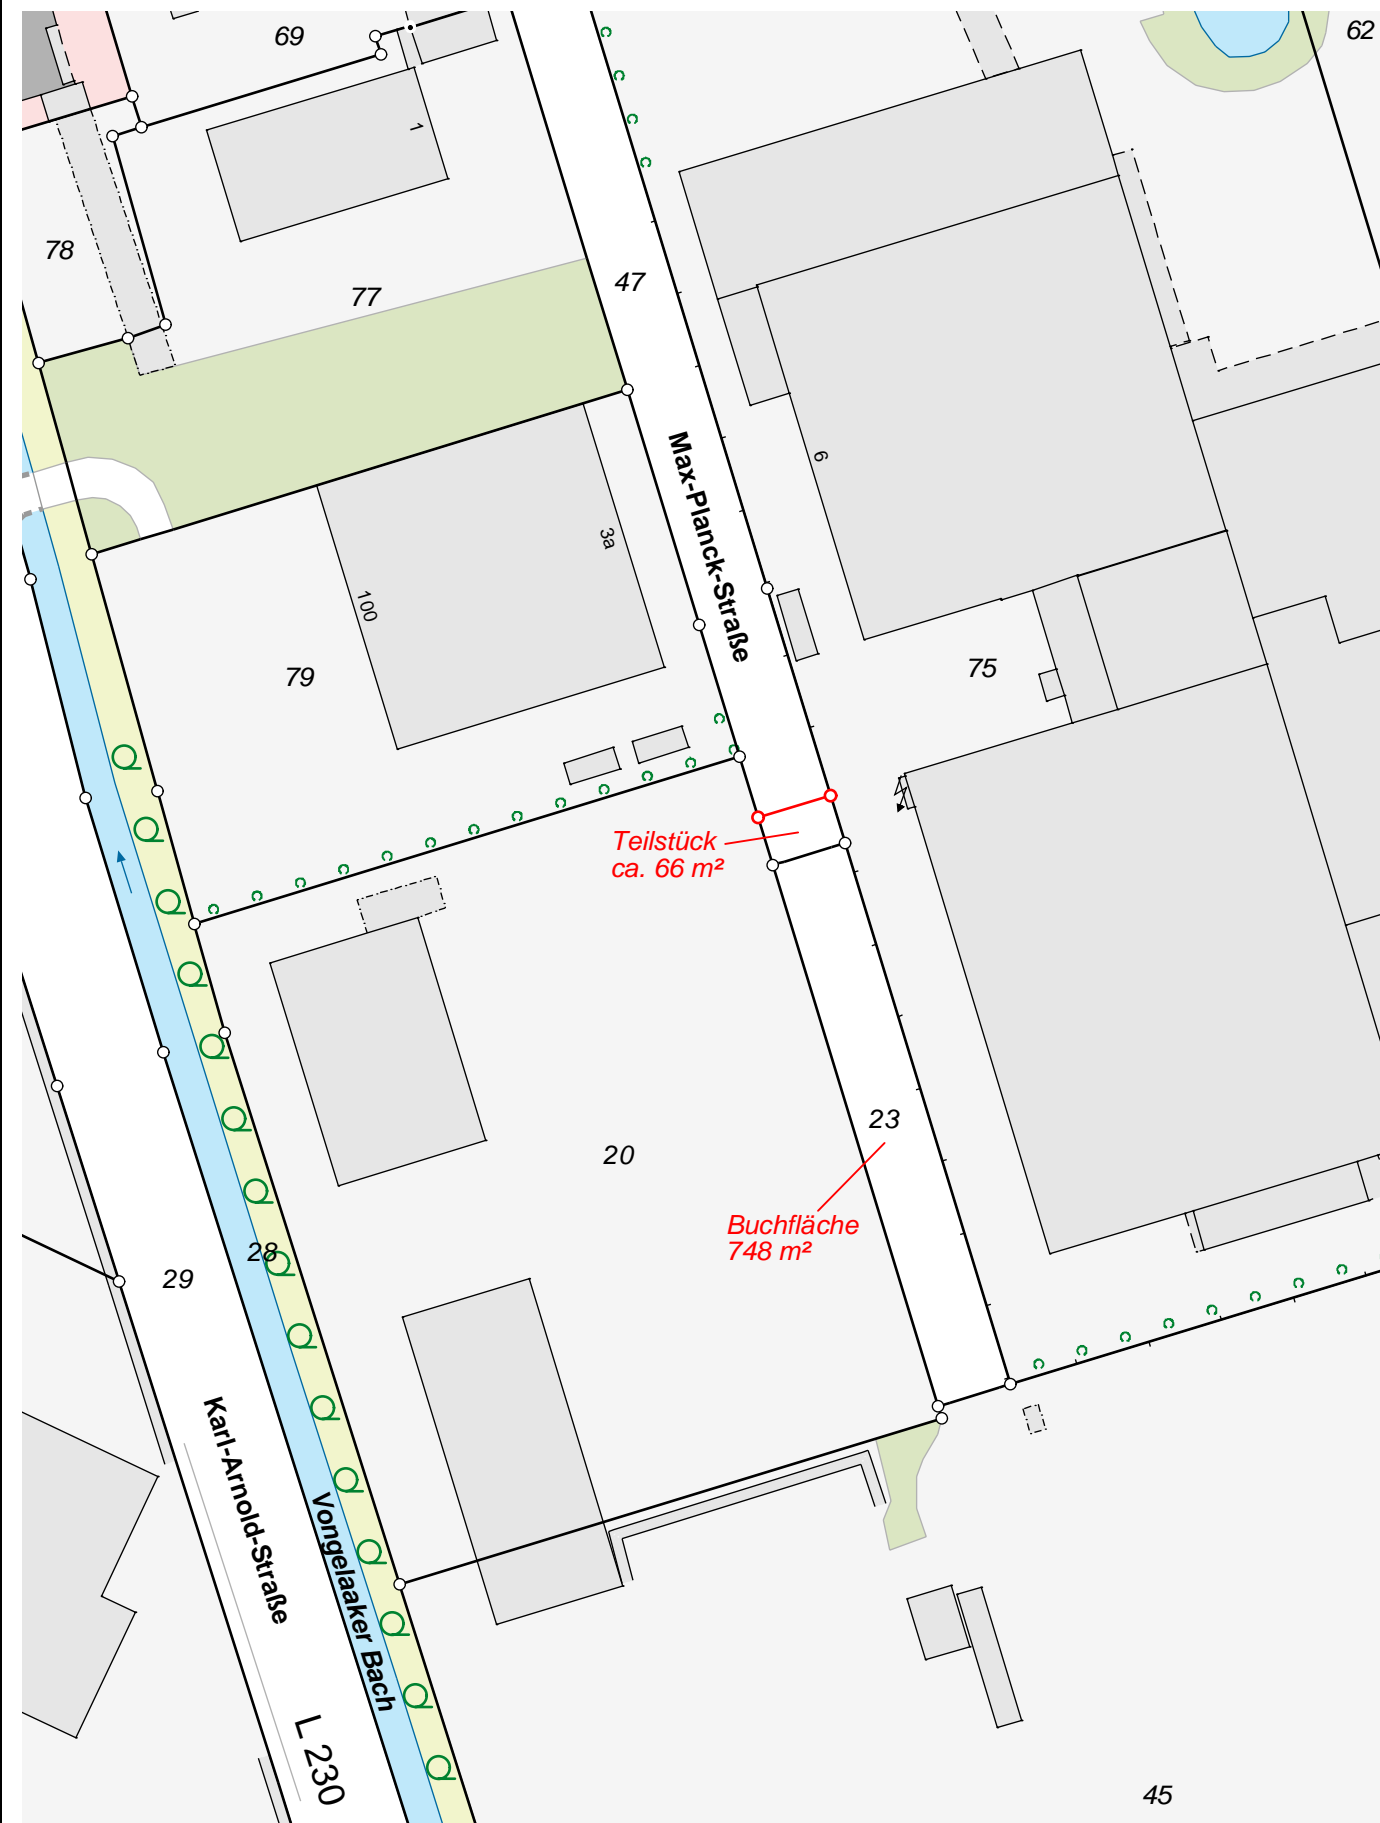 69
62
1
78
77
47
Max-Planck-Straße
6
3a
100
79
75
Teilstück
ca. 66 m²
23
20
Buchfläche
748 m²
28
29
Karl-Arnold-Straße
Vongelaaker Bach
L 230
45